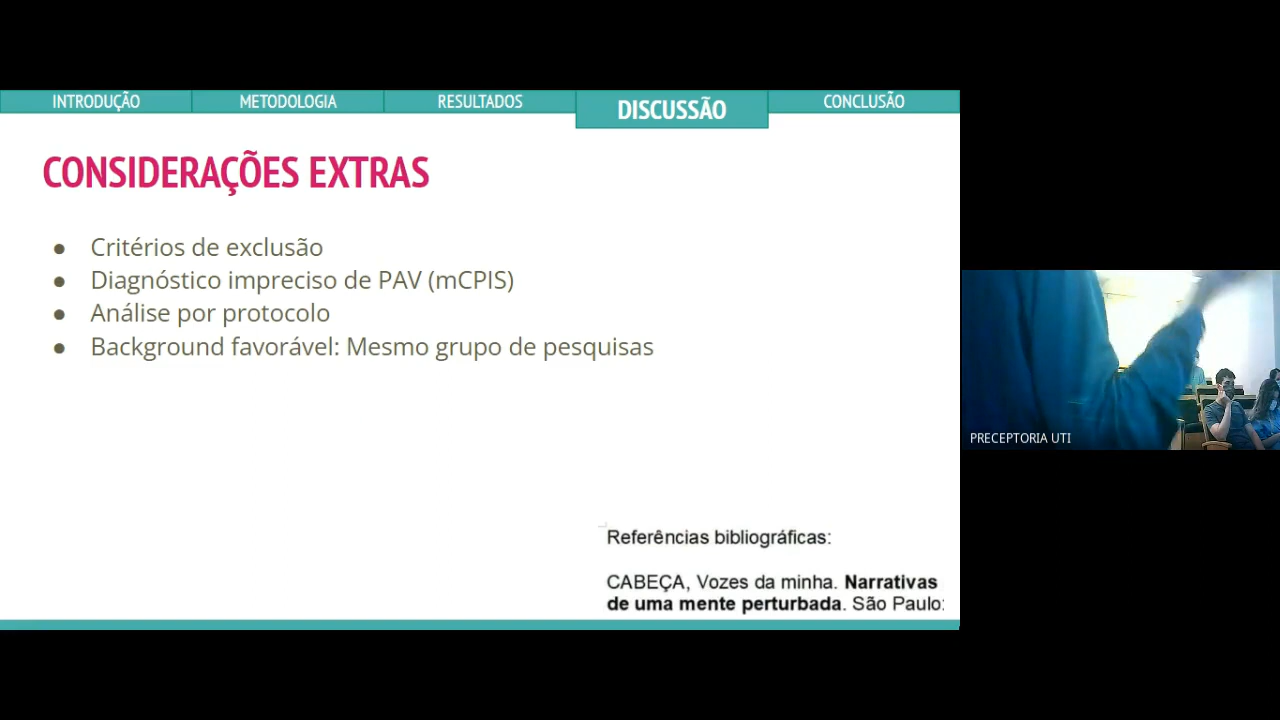 INTRODUÇÃO
METODOLOGIA
RESULTADOS
DISCUSSÃO
CONCLUSÃO
CONSIDERAÇÕES EXTRAS
● Critérios de exclusão
● Diagnóstico impreciso de PAV (mCPIS)
● Análise por protocolo
● Background favorável: Mesmo grupo de pesquisas
PRECEPTORIA UTI
Referências bibliográficas:
CABEÇA, Vozes da minha. Narrativas
de uma mente perturbada. São Paulo: